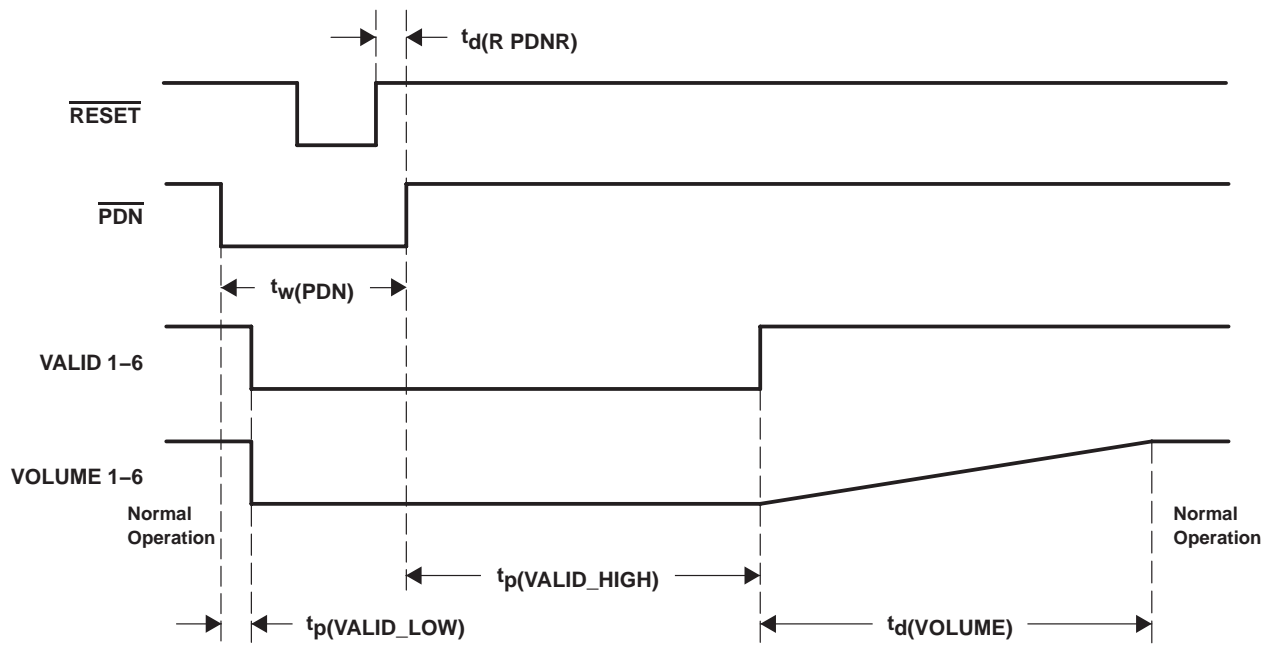 td(R PDNR)
RESET
PDN
tw(PDN)
VALID 1–6
VOLUME 1–6
Normal
Operation
Normal
Operation
tp(VALID_HIGH)
tp(VALID_LOW)
td(VOLUME)